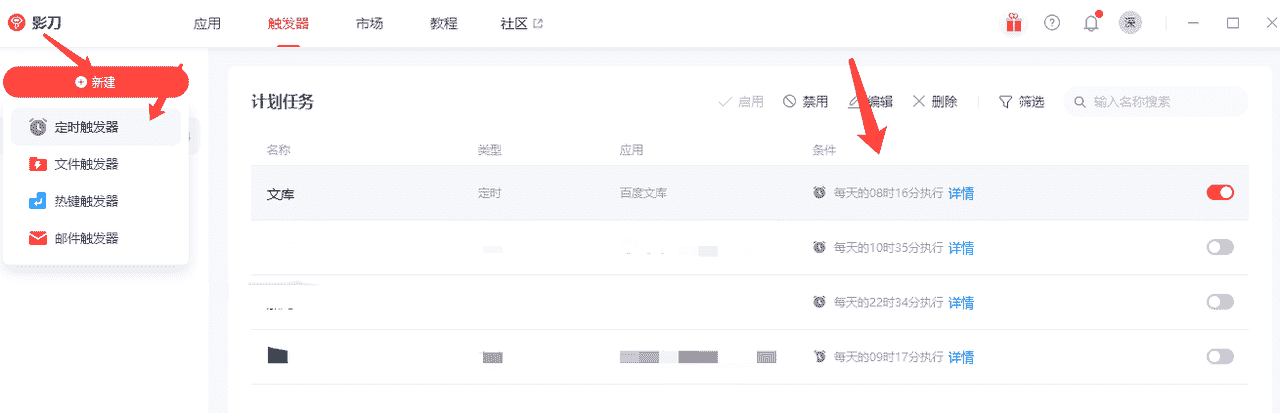 影刀 应用 触发器 市场 教程 社区 深
新建
定时触发器
文件触发器
热键触发器
邮件触发器
计划任务 启用 禁用 编辑 删除 筛选 输入名称搜索
名称 类型 应用 条件
文库 定时 百度文库 每天的08时16分执行 详情
每天的10时35分执行 详情
每天的22时34分执行 详情
每天的09时17分执行 详情